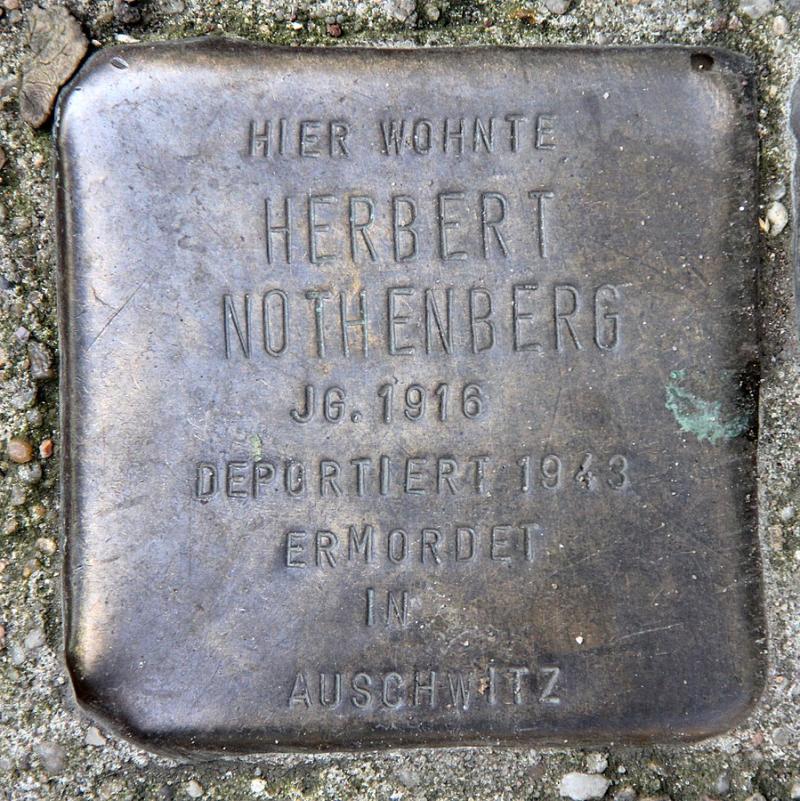 HIER WOHNTE
HERBERT
NOTHENBERG
JG. 1916
DEPORTIERT 1943
ERMORDET
IN
AUSCHWITZ